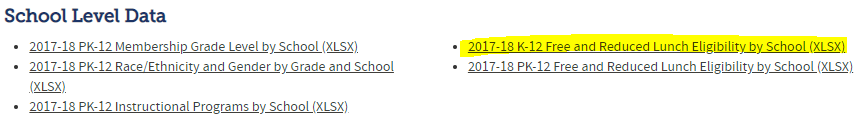 School Level Data
2017-18 PK-12 Membership Grade Level by School (XLSX)
2017-18 PK-12 Race/Ethnicity and Gender by Grade and School
(XLSX)
2017-18 PK-12 Instructional Programs by School (XLSX)
2017-18 K-12 Free and Reduced Lunch Eligibility by School (XLSX)
2017-18 PK-12 Free and Reduced Lunch Eligibility by School (XLSX)